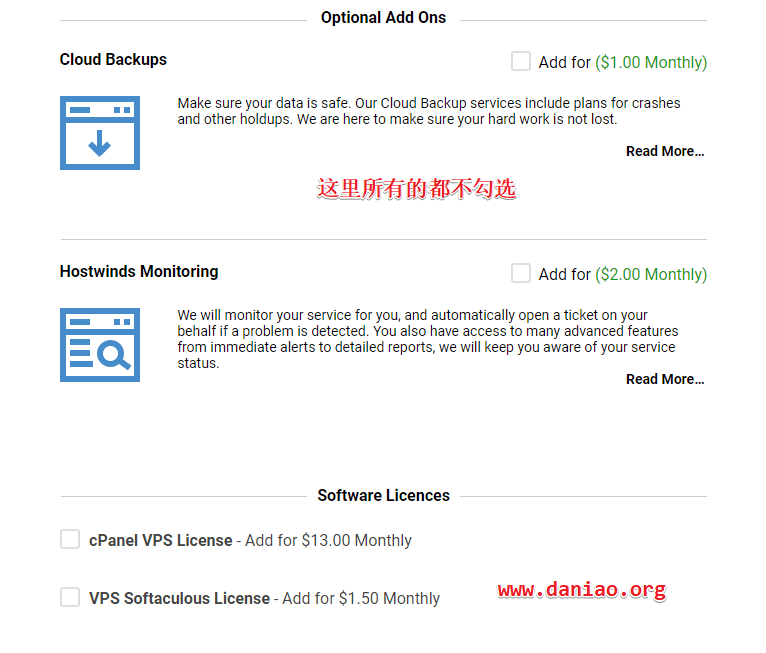 Optional Add Ons
Cloud Backups
Add for ($1.00 Monthly)
Make sure your data is safe. Our Cloud Backup services include plans for crashes
and other holdups. We are here to make sure your hard work is not lost.
Read More...
这里所有的都不勾选
Hostwinds Monitoring
Add for ($2.00 Monthly)
We will monitor your service for you, and automatically open a ticket on your
behalf if a problem is detected. You also have access to many advanced features
from immediate alerts to detailed reports, we will keep you aware of your service
status.
Read More...
Software Licences
cPanel VPS License - Add for $13.00 Monthly
VPS Softaculous License - Add for $1.50 Monthly
www.daniao.org